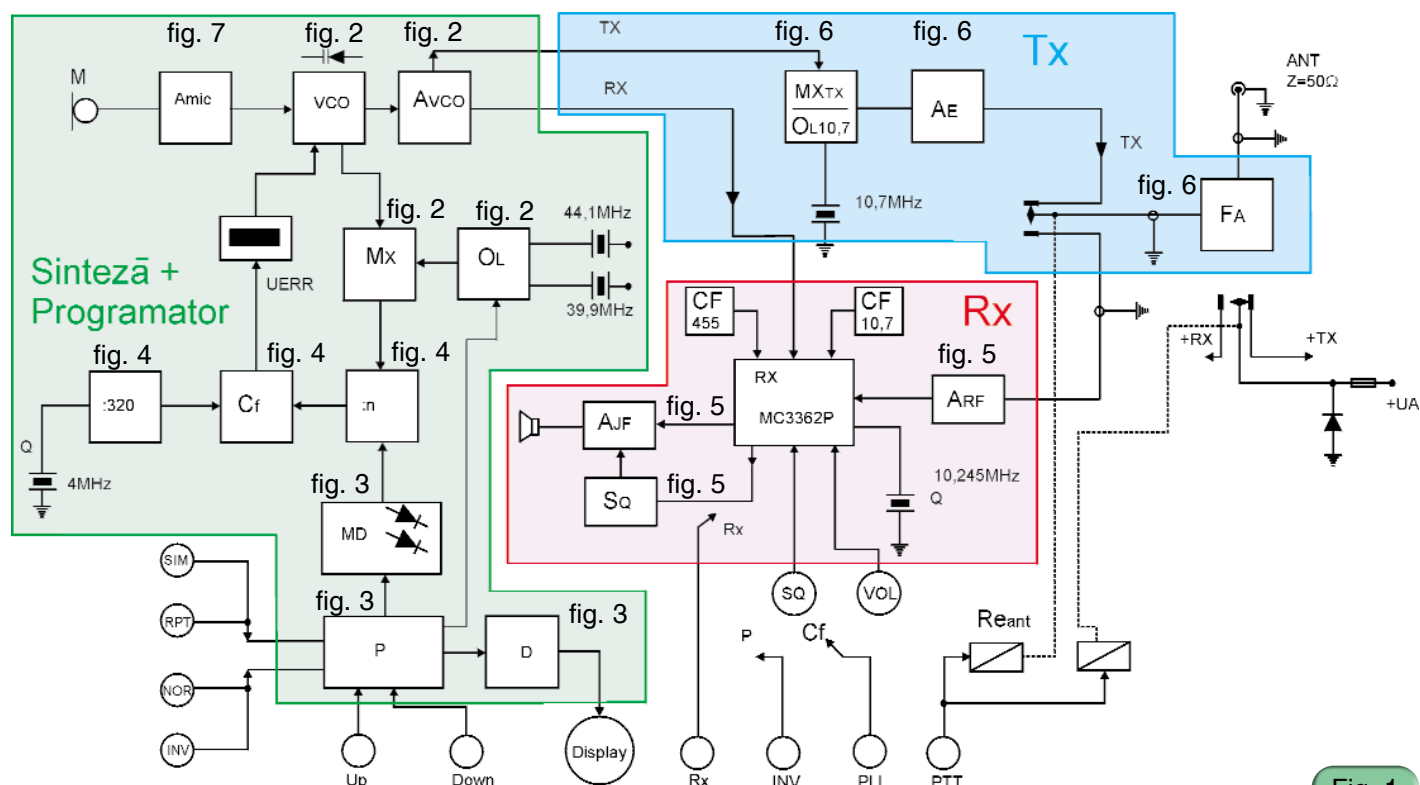 fig. 7
fig. 2
fig. 2
TX
fig. 6
fig. 6
Tx
ANT
Z=50Ω
M
Amic
VCO
AVCO
RX
MXTX
OL10,7
AE
TX
fig. 2
fig. 2
44,1MHz
10,7MHz
fig. 6
FA
MX
OL
UERR
39,9MHz
Sinteză +
Programator
CF
455
CF
10,7
Rx
+RX
+TX
fig. 4
fig. 4
fig. 4
fig. 5
:320
Cf
:n
RX
MC3362P
ARF
+UA
AJF
fig. 5
Q
4MHz
fig. 3
SQ
fig. 5
10,245MHz
Q
MD
Rx
SIM
fig. 3
fig. 3
SQ
VOL
RPT
P
D
P
Cf
Reant
NOR
INV
Display
Up
Down
Rx
INV
PLL
PTT
Fig. 1